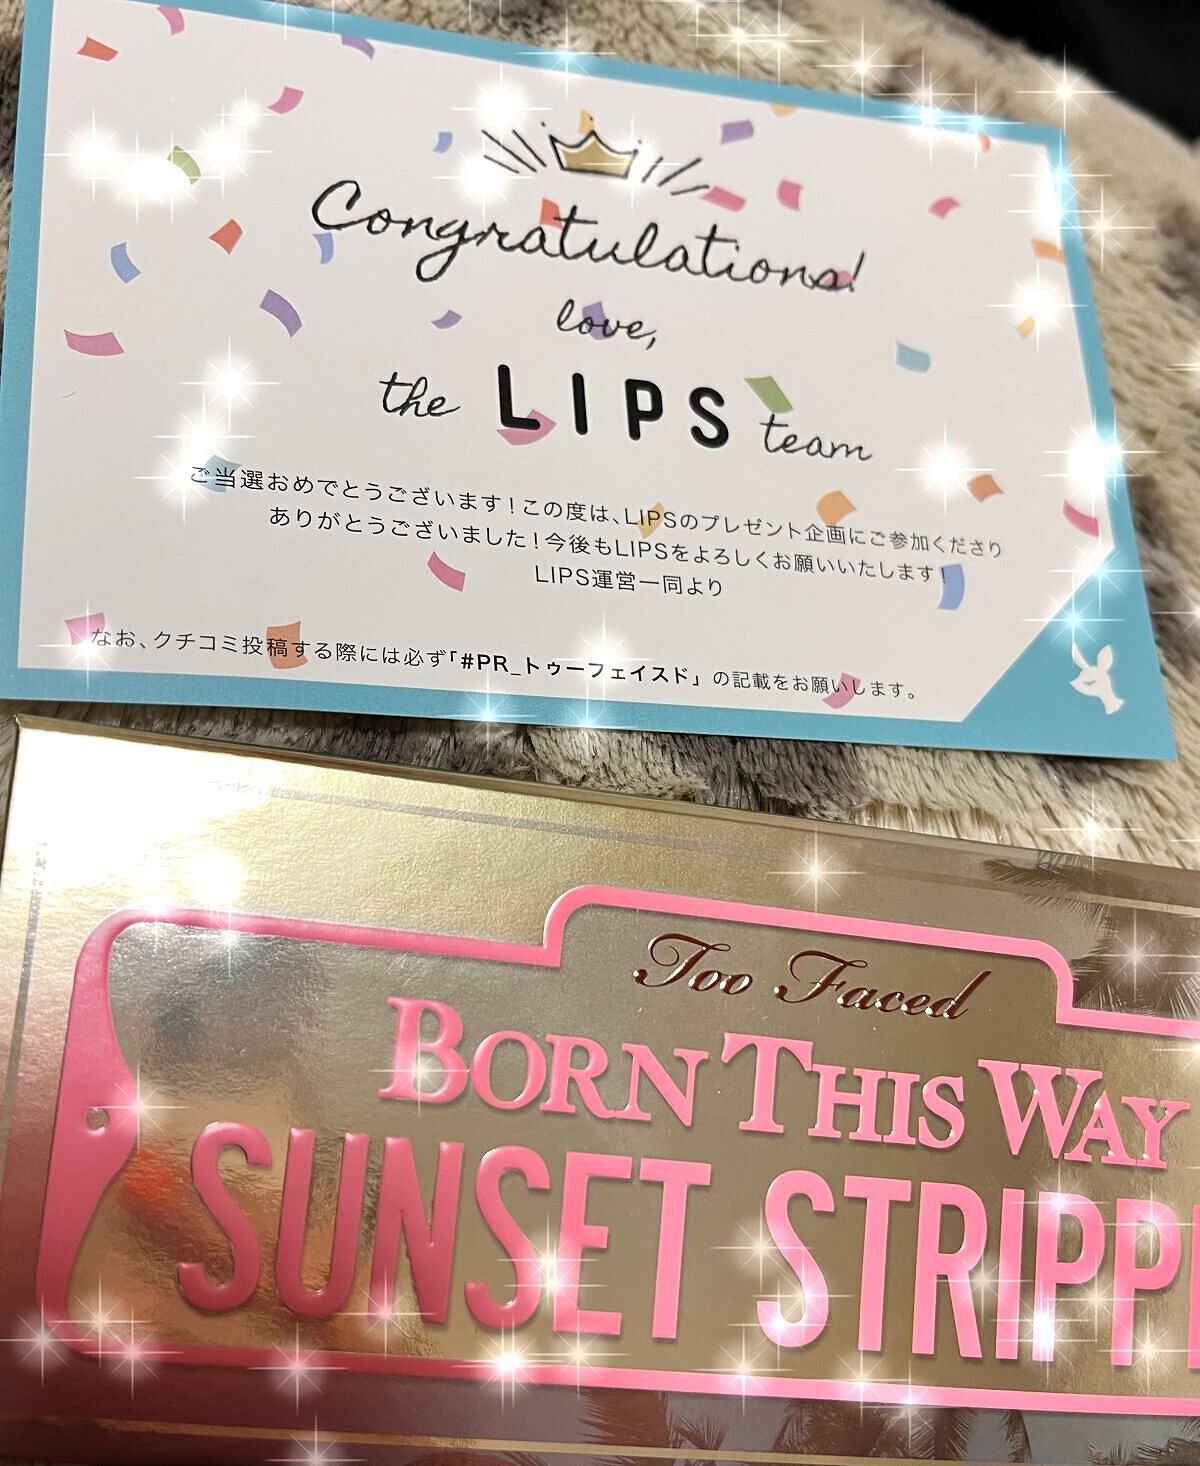 Congratulations!
love,
the LIPS team
ご当選おめでとうございます！この度は、LIPSのプレゼント企画にご参加くださり
ありがとうございました！今後もLIPSをよろしくお願いいたします！
LIPS運営一同より
なお、クチコミ投稿する際には必ず「#PR_トゥーフェイスド」の記載をお願いします。
Too Faced
BORN THIS WAY
SUNSET STRIPP